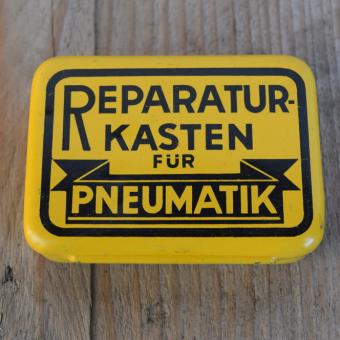 REPARATUR-
KASTEN
FÜR
PNEUMATIK